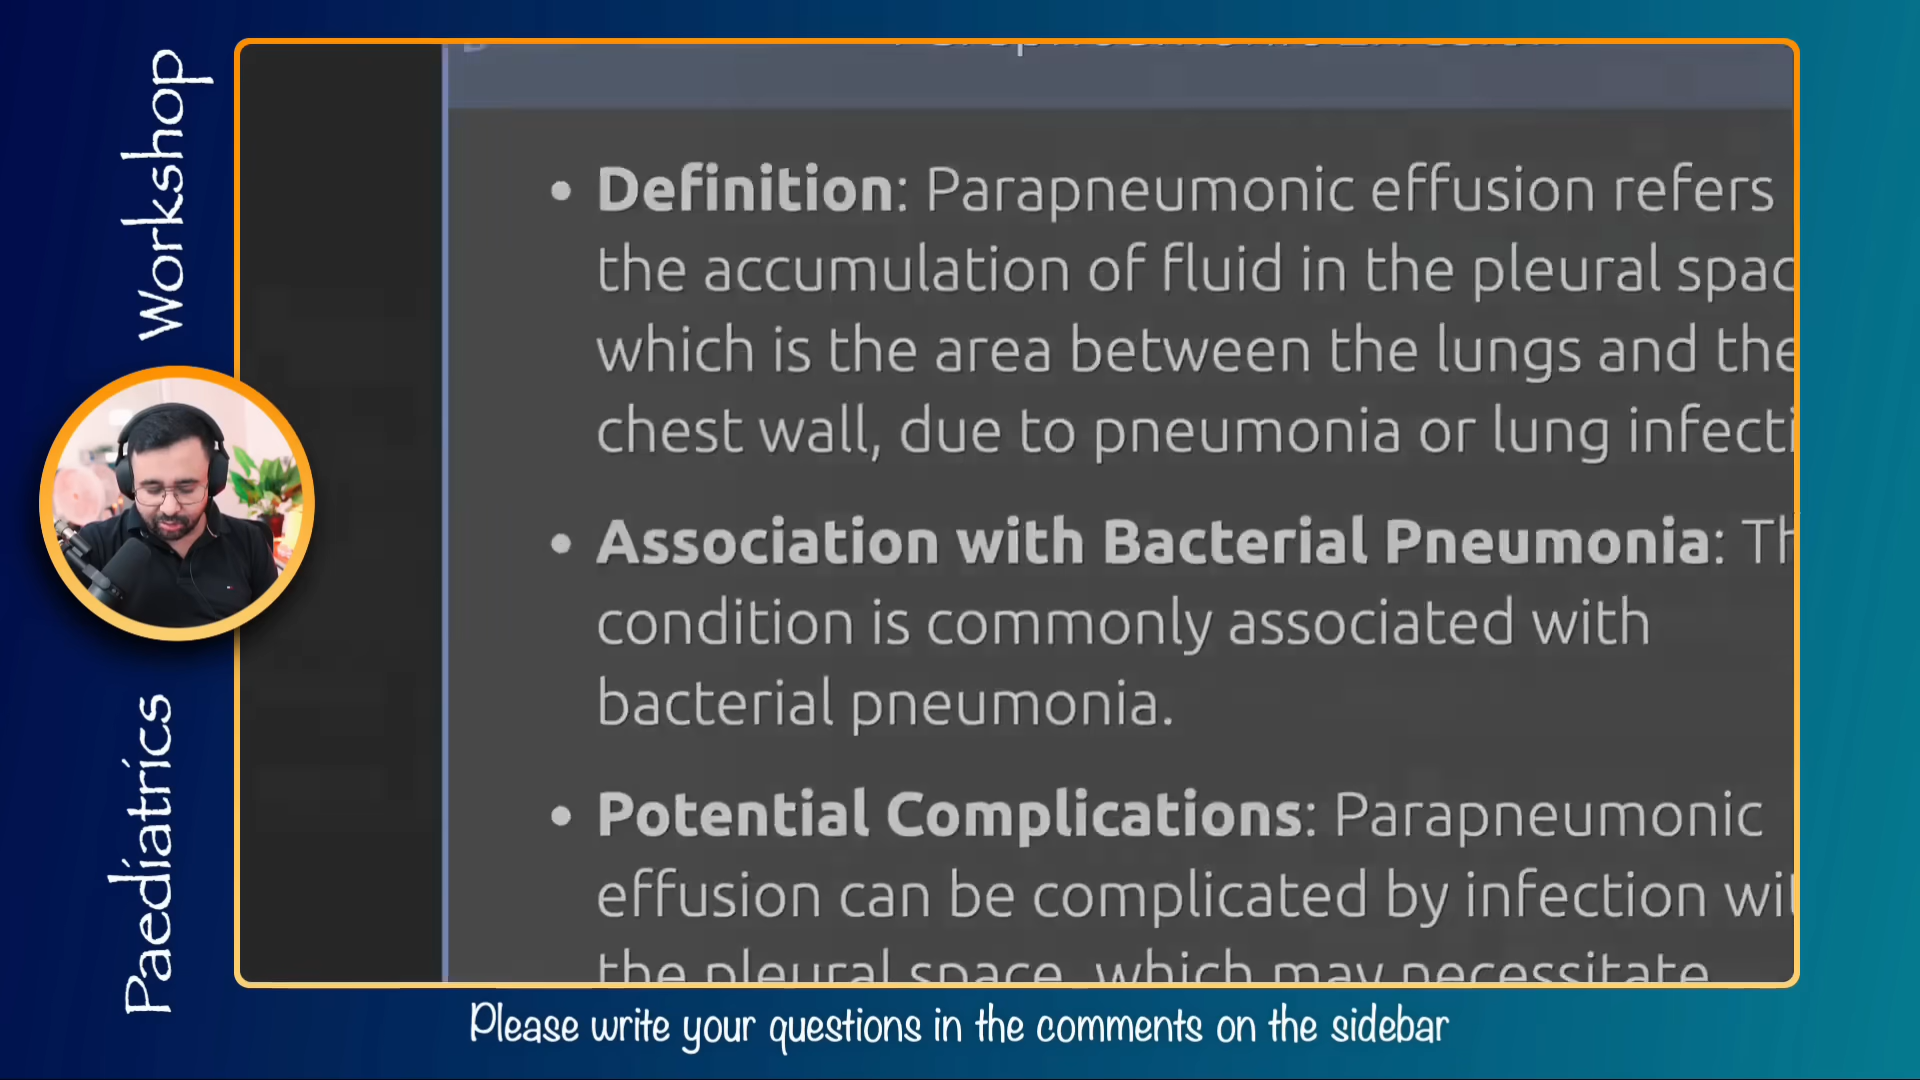 Paediatrics Workshop
Definition: Parapneumonic effusion refers
the accumulation of fluid in the pleural spac
which is the area between the lungs and the
chest wall, due to pneumonia or lung infecti
Association with Bacterial Pneumonia: Th
condition is commonly associated with
bacterial pneumonia.
Potential Complications: Parapneumonic
effusion can be complicated by infection wi
the pleural space, which may necessitate
Please write your questions in the comments on the sidebar